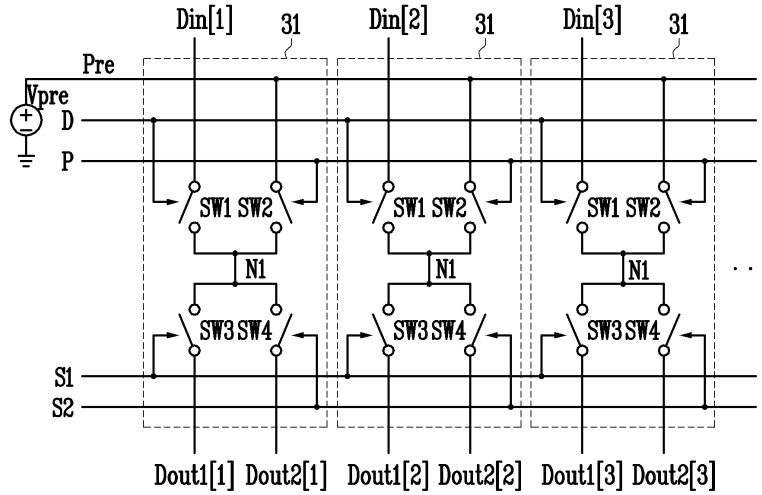 Din[1] 31 Din[2] 31 Din[3] 31
Pre
Vpre
D
P
SW1 SW2 SW1 SW2 SW1 SW2
N1 N1 N1
SW3 SW4 SW3 SW4 SW3 SW4
S1
S2
Dout1[1] Dout2[1] Dout1[2] Dout2[2] Dout1[3] Dout2[3]